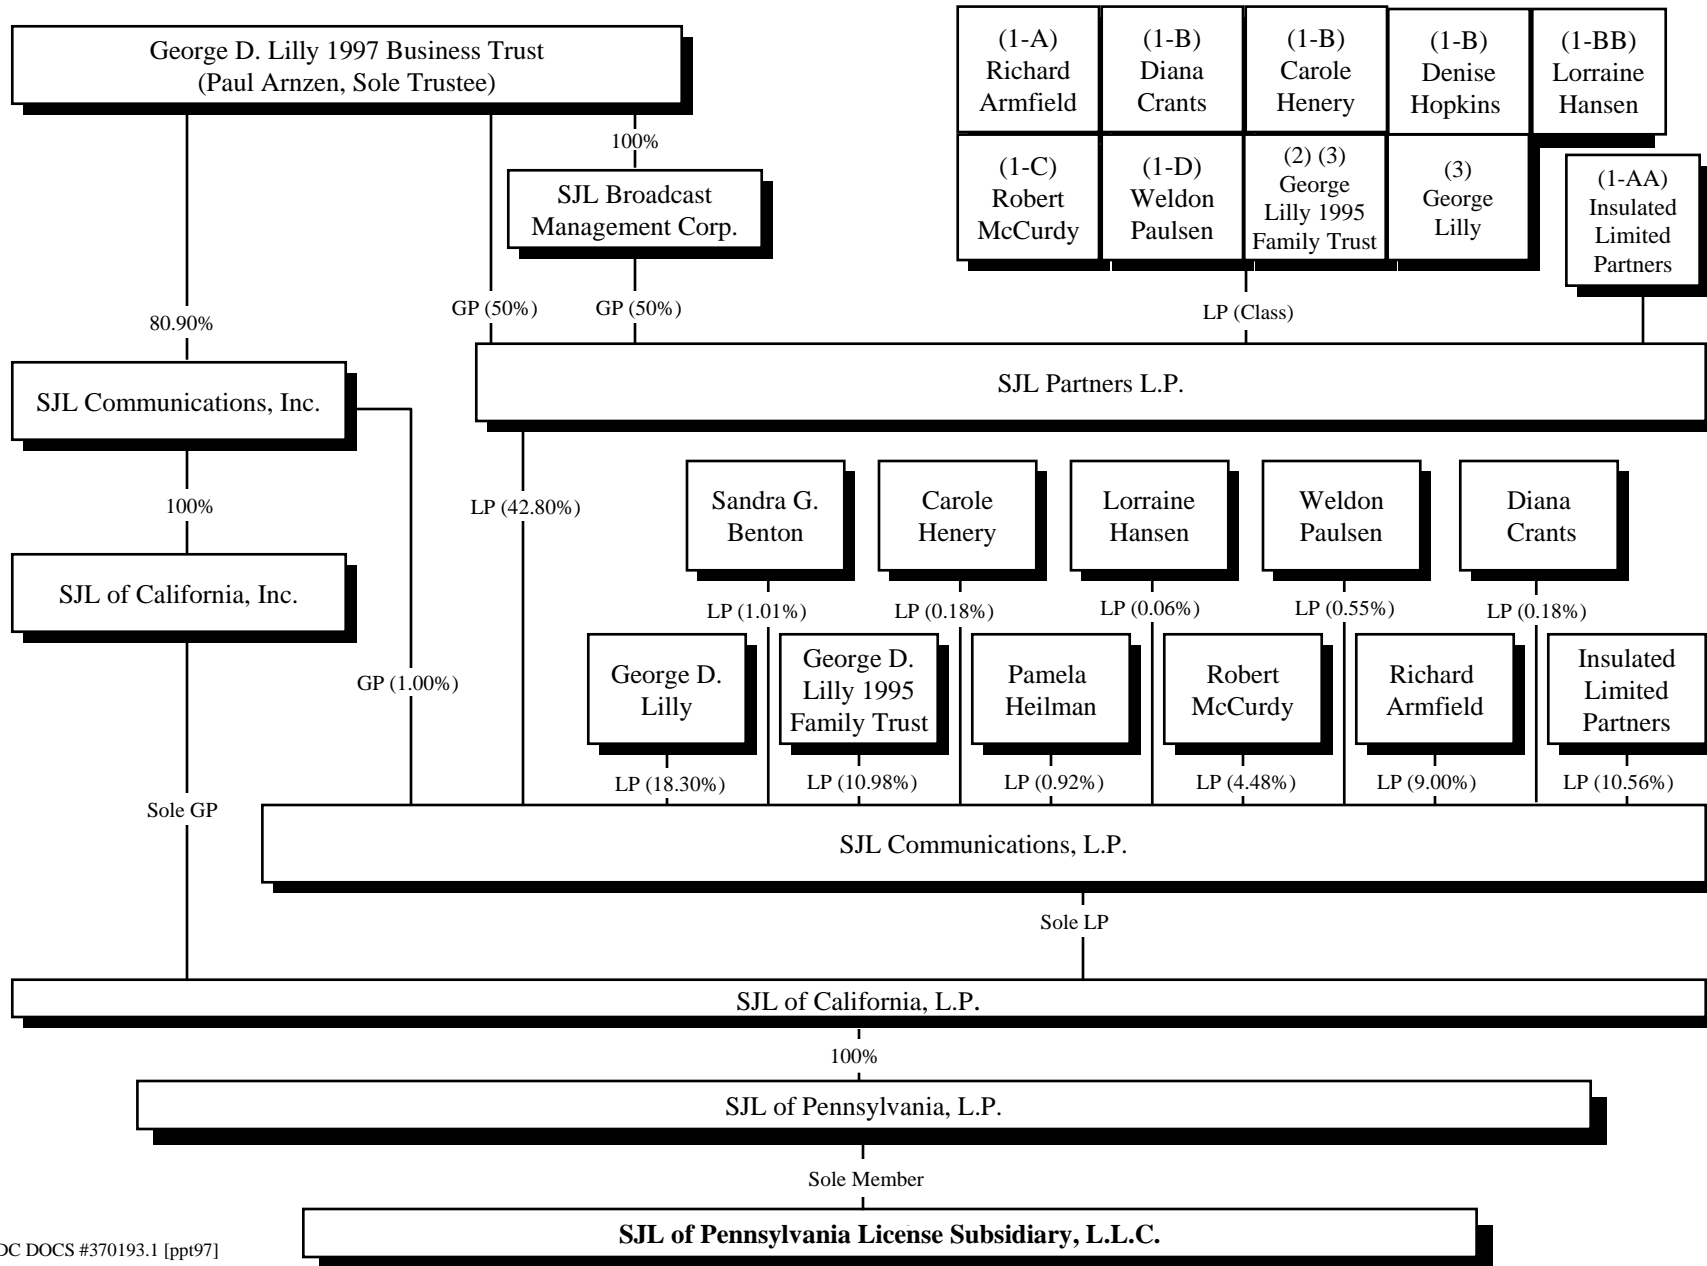 George D. Lilly 1997 Business Trust
(Paul Arnzen, Sole Trustee)
(1-A)
Richard
Armfield
(1-B)
Diana
Crants
(1-B)
Carole
Henery
(1-B)
Denise
Hopkins
(1-BB)
Lorraine
Hansen
(1-C)
Robert
McCurdy
(1-D)
Weldon
Paulsen
(2) (3)
George
Lilly 1995
Family Trust
(3)
George
Lilly
(1-AA)
Insulated
Limited
Partners
100%
SJL Broadcast
Management Corp.
80.90%
GP (50%)
GP (50%)
LP (Class)
SJL Communications, Inc.
SJL Partners L.P.
100%
LP (42.80%)
SJL of California, Inc.
GP (1.00%)
Sandra G.
Benton
Carole
Henery
Lorraine
Hansen
Weldon
Paulsen
Diana
Crants
LP (1.01%)
LP (0.18%)
LP (0.06%)
LP (0.55%)
LP (0.18%)
George D.
Lilly
George D.
Lilly 1995
Family Trust
Pamela
Heilman
Robert
McCurdy
Richard
Armfield
Insulated
Limited
Partners
LP (18.30%)
LP (10.98%)
LP (0.92%)
LP (4.48%)
LP (9.00%)
LP (10.56%)
Sole GP
SJL Communications, L.P.
Sole LP
SJL of California, L.P.
100%
SJL of Pennsylvania, L.P.
Sole Member
SJL of Pennsylvania License Subsidiary, L.L.C.
DC DOCS #370193.1 [ppt97]